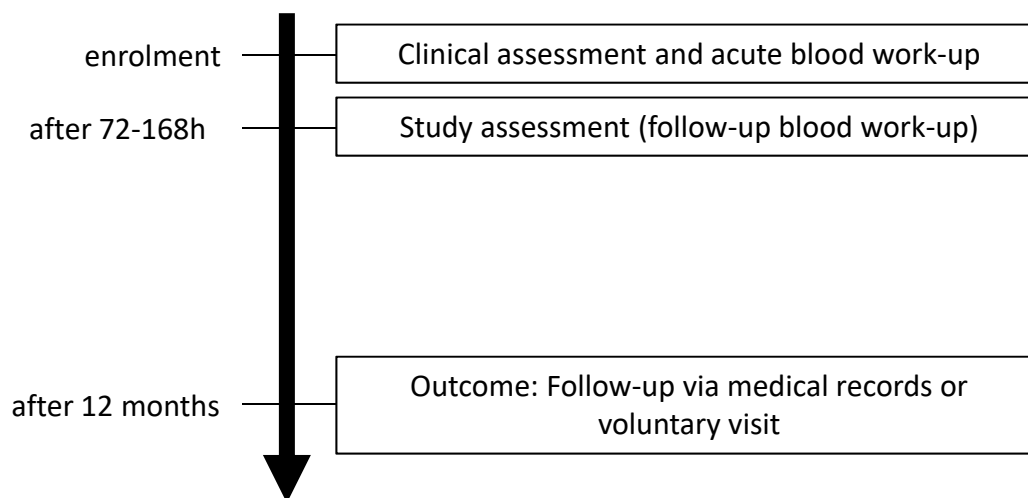 enrolment
Clinical assessment and acute blood work-up
after 72-168h
Study assessment (follow-up blood work-up)
after 12 months
Outcome: Follow-up via medical records or
voluntary visit